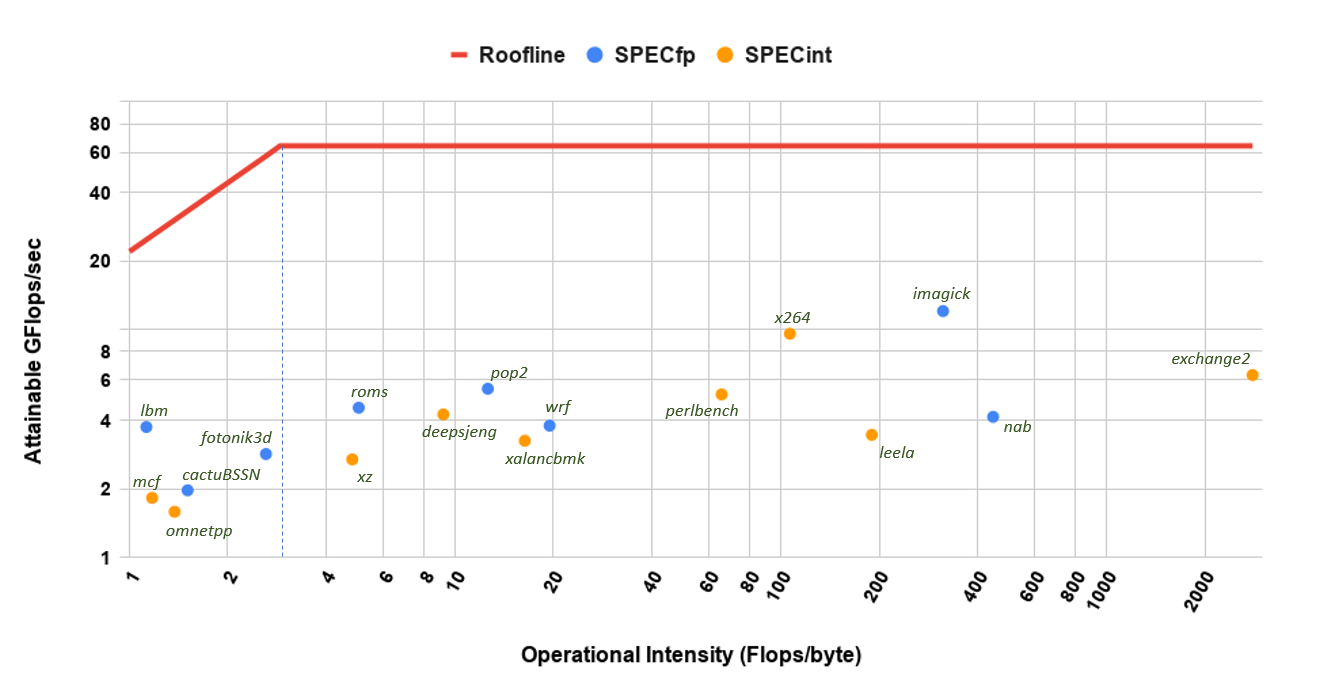 Roofline SPECfp SPECint
80
60
40
20
8
6
4
2
1
Attainable GFlops/sec
imagick
x264
exchange2
pop2
roms
lbm
wrf
perlbench
nab
deepsjeng
fotonik3d
leela
xalancbmk
cactuBSSN
xz
mcf
omnetpp
1 2 4 6 8 10 20 40 60 80 100 200 400 600 800 1000 2000
Operational Intensity (Flops/byte)